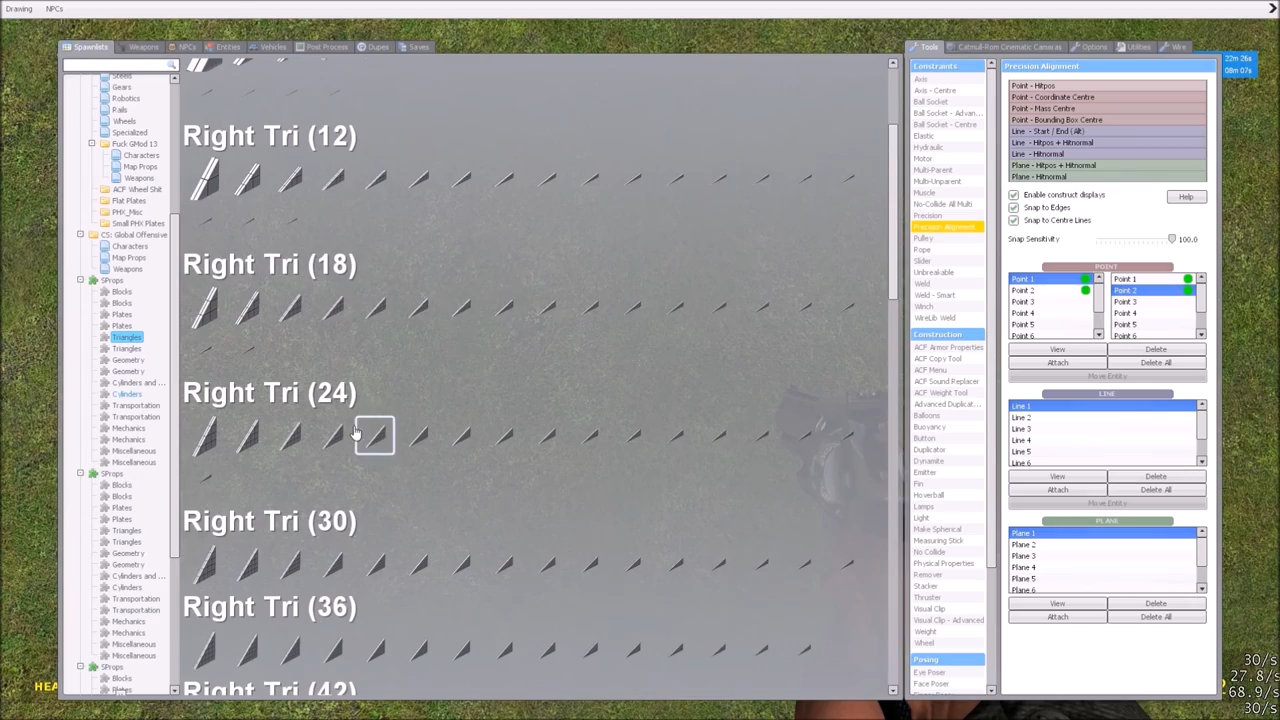 Drawing NPCs
Spawnlists Weapons NPCs Entities Vehicles Post Process Dupes Saves
Steels
Gears
Robotics
Rails
Wheels
Specialized
Fuck GMod 13
Characters
Map Props
Weapons
ACF Wheel Shit
Flat Plates
PHX_Misc
Small PHX Plates
CS: Global Offensive
Characters
Map Props
Weapons
SProps
Blocks
Blocks
Plates
Plates
Triangles
Triangles
Geometry
Geometry
Cylinders and ...
Cylinders
Transportation
Transportation
Mechanics
Mechanics
Miscellaneous
Miscellaneous
SProps
Blocks
Blocks
Plates
Plates
Triangles
Triangles
Geometry
Geometry
Cylinders and ...
Cylinders
Transportation
Transportation
Mechanics
Mechanics
Miscellaneous
Miscellaneous
SProps
Blocks
Plates
Right Tri (12)
Right Tri (18)
Right Tri (24)
Right Tri (30)
Right Tri (36)
Right Tri (42)
Tools Catmull-Rom Cinematic Cameras Options Utilities Wire
Constraints
Axis
Axis - Centre
Ball Socket
Ball Socket - Advan...
Ball Socket - Centre
Elastic
Hydraulic
Motor
Multi-Parent
Multi-Unparent
Muscle
No-Collide All Multi
Precision
Precision Alignment
Pulley
Rope
Slider
Unbreakable
Weld
Weld - Smart
Winch
WireLib Weld
Construction
ACF Armor Properties
ACF Copy Tool
ACF Menu
ACF Sound Replacer
ACF Weight Tool
Advanced Duplicat...
Balloons
Buoyancy
Button
Duplicator
Dynamite
Emitter
Fin
Hoverball
Lamps
Light
Make Spherical
Measuring Stick
No Collide
Physical Properties
Remover
Stacker
Thruster
Visual Clip
Visual Clip - Advanced
Weight
Wheel
Posing
Eye Poser
Face Poser
Precision Alignment
Point - Hitpos
Point - Coordinate Centre
Point - Mass Centre
Point - Bounding Box Centre
Line - Start / End (Alt)
Line - Hitpos + Hitnormal
Line - Hitnormal
Plane - Hitpos + Hitnormal
Plane - Hitnormal
Enable construct displays
Help
Snap to Edges
Snap to Centre Lines
Snap Sensitivity 100.0
POINT
Point 1 Point 1
Point 2 Point 2
Point 3 Point 3
Point 4 Point 4
Point 5 Point 5
Point 6 Point 6
View Delete
Attach Delete All
Move Entity
LINE
Line 1
Line 2
Line 3
Line 4
Line 5
Line 6
View Delete
Attach Delete All
Move Entity
PLANE
Plane 1
Plane 2
Plane 3
Plane 4
Plane 5
Plane 6
View Delete
Attach Delete All
22m 26s
08m 07s
HEA
30/s
27.8/s
68.9/s
30/s